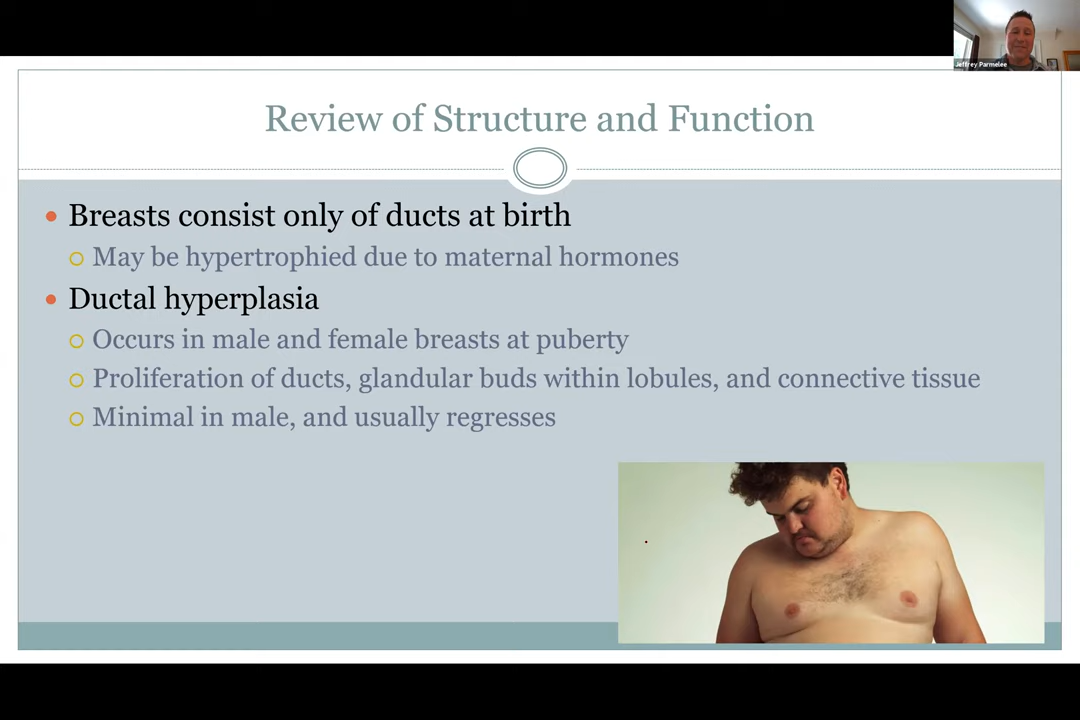 Jeffrey Parmelee
Review of Structure and Function
Breasts consist only of ducts at birth
May be hypertrophied due to maternal hormones
Ductal hyperplasia
Occurs in male and female breasts at puberty
Proliferation of ducts, glandular buds within lobules, and connective tissue
Minimal in male, and usually regresses